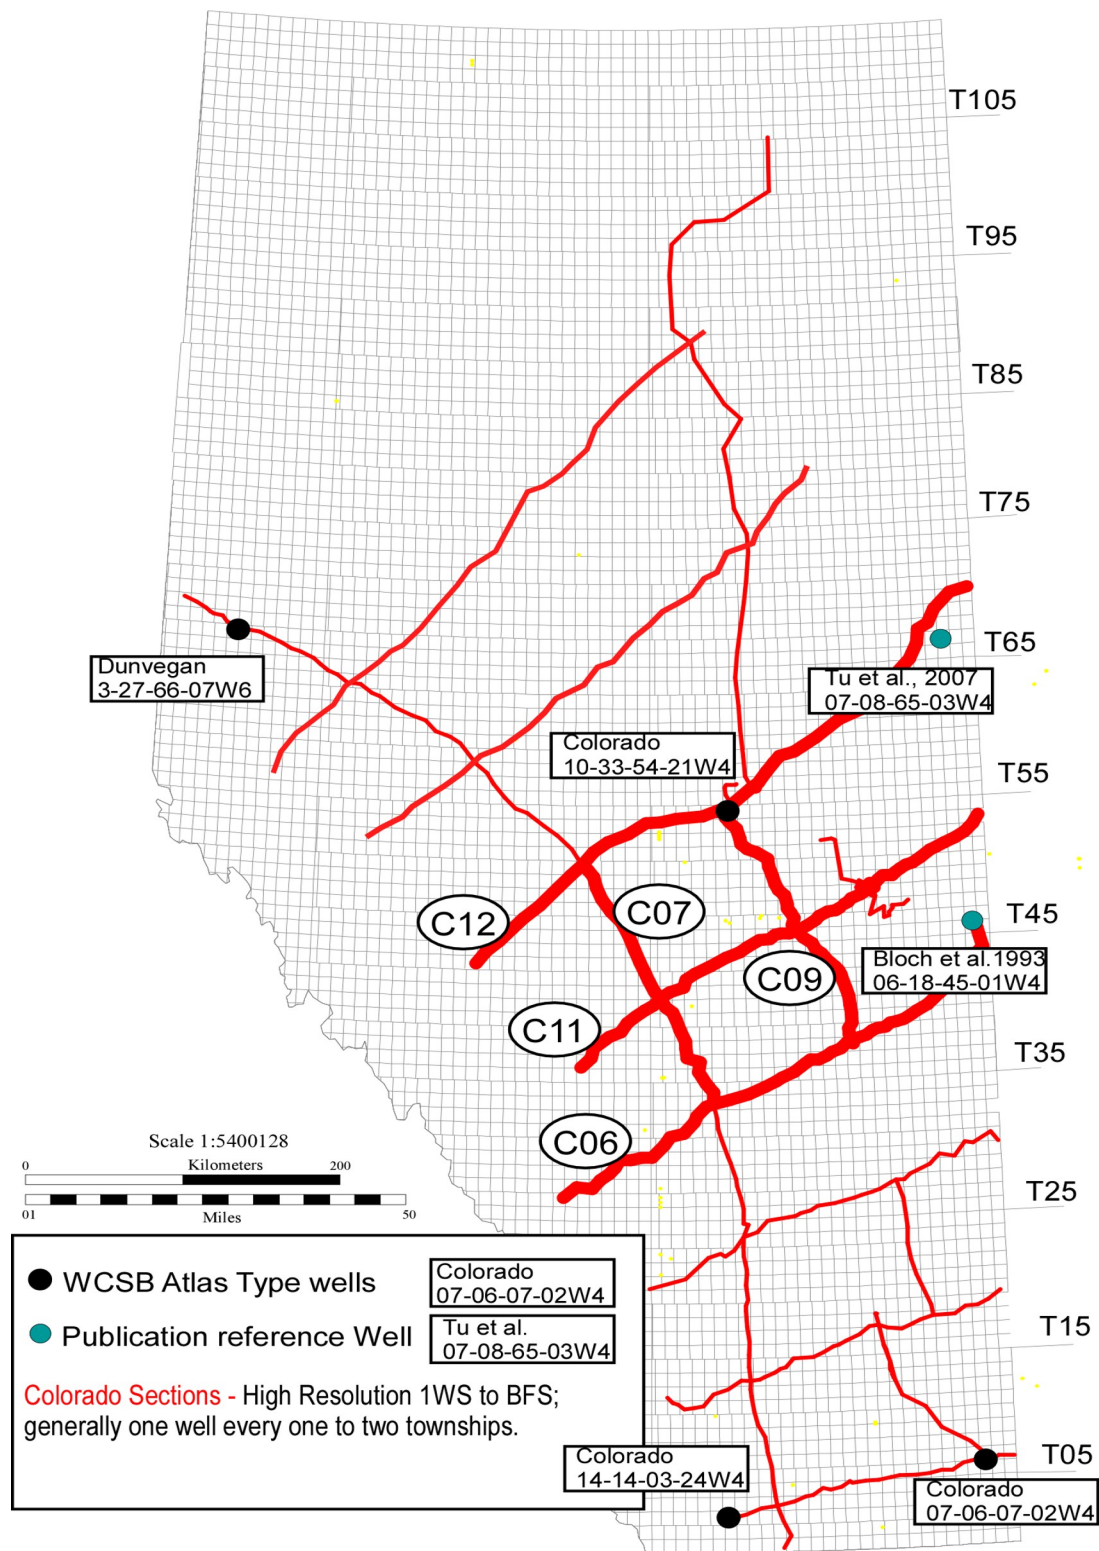 T105
T95
T85
T75
T65
Dunvegan
3-27-66-07W6
Tu et al., 2007
07-08-65-03W4
Colorado
10-33-54-21W4
T55
C12
C07
T45
C09
Bloch et al.1993
06-18-45-01W4
C11
T35
C06
Scale 1:5400128
0 Kilometers 200
01 Miles 50
T25
WCSB Atlas Type wells
Colorado
07-06-07-02W4
Publication reference Well
Tu et al.
07-08-65-03W4
T15
Colorado Sections - High Resolution 1WS to BFS;
generally one well every one to two townships.
T05
Colorado
14-14-03-24W4
Colorado
07-06-07-02W4